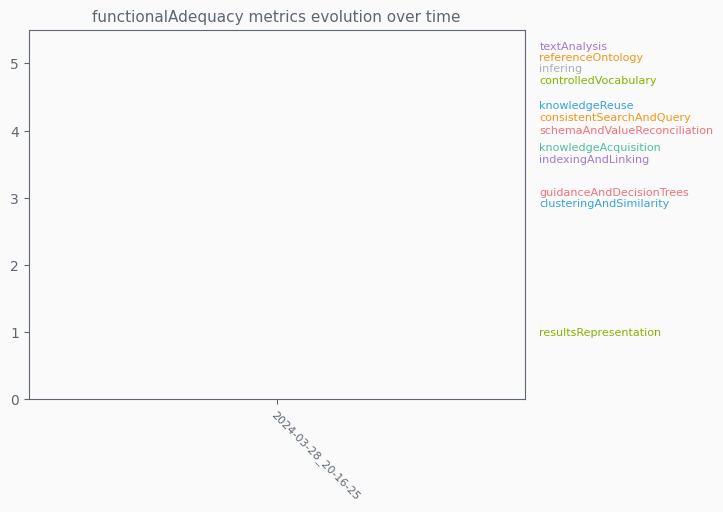 functionalAdequacy metrics evolution over time
5
4
3
2
1
0
2024-03-28_20-16-25
textAnalysis
referenceOntology
infering
controlledVocabulary
knowledgeReuse
consistentSearchAndQuery
schemaAndValueReconciliation
knowledgeAcquisition
indexingAndLinking
guidanceAndDecisionTrees
clusteringAndSimilarity
resultsRepresentation